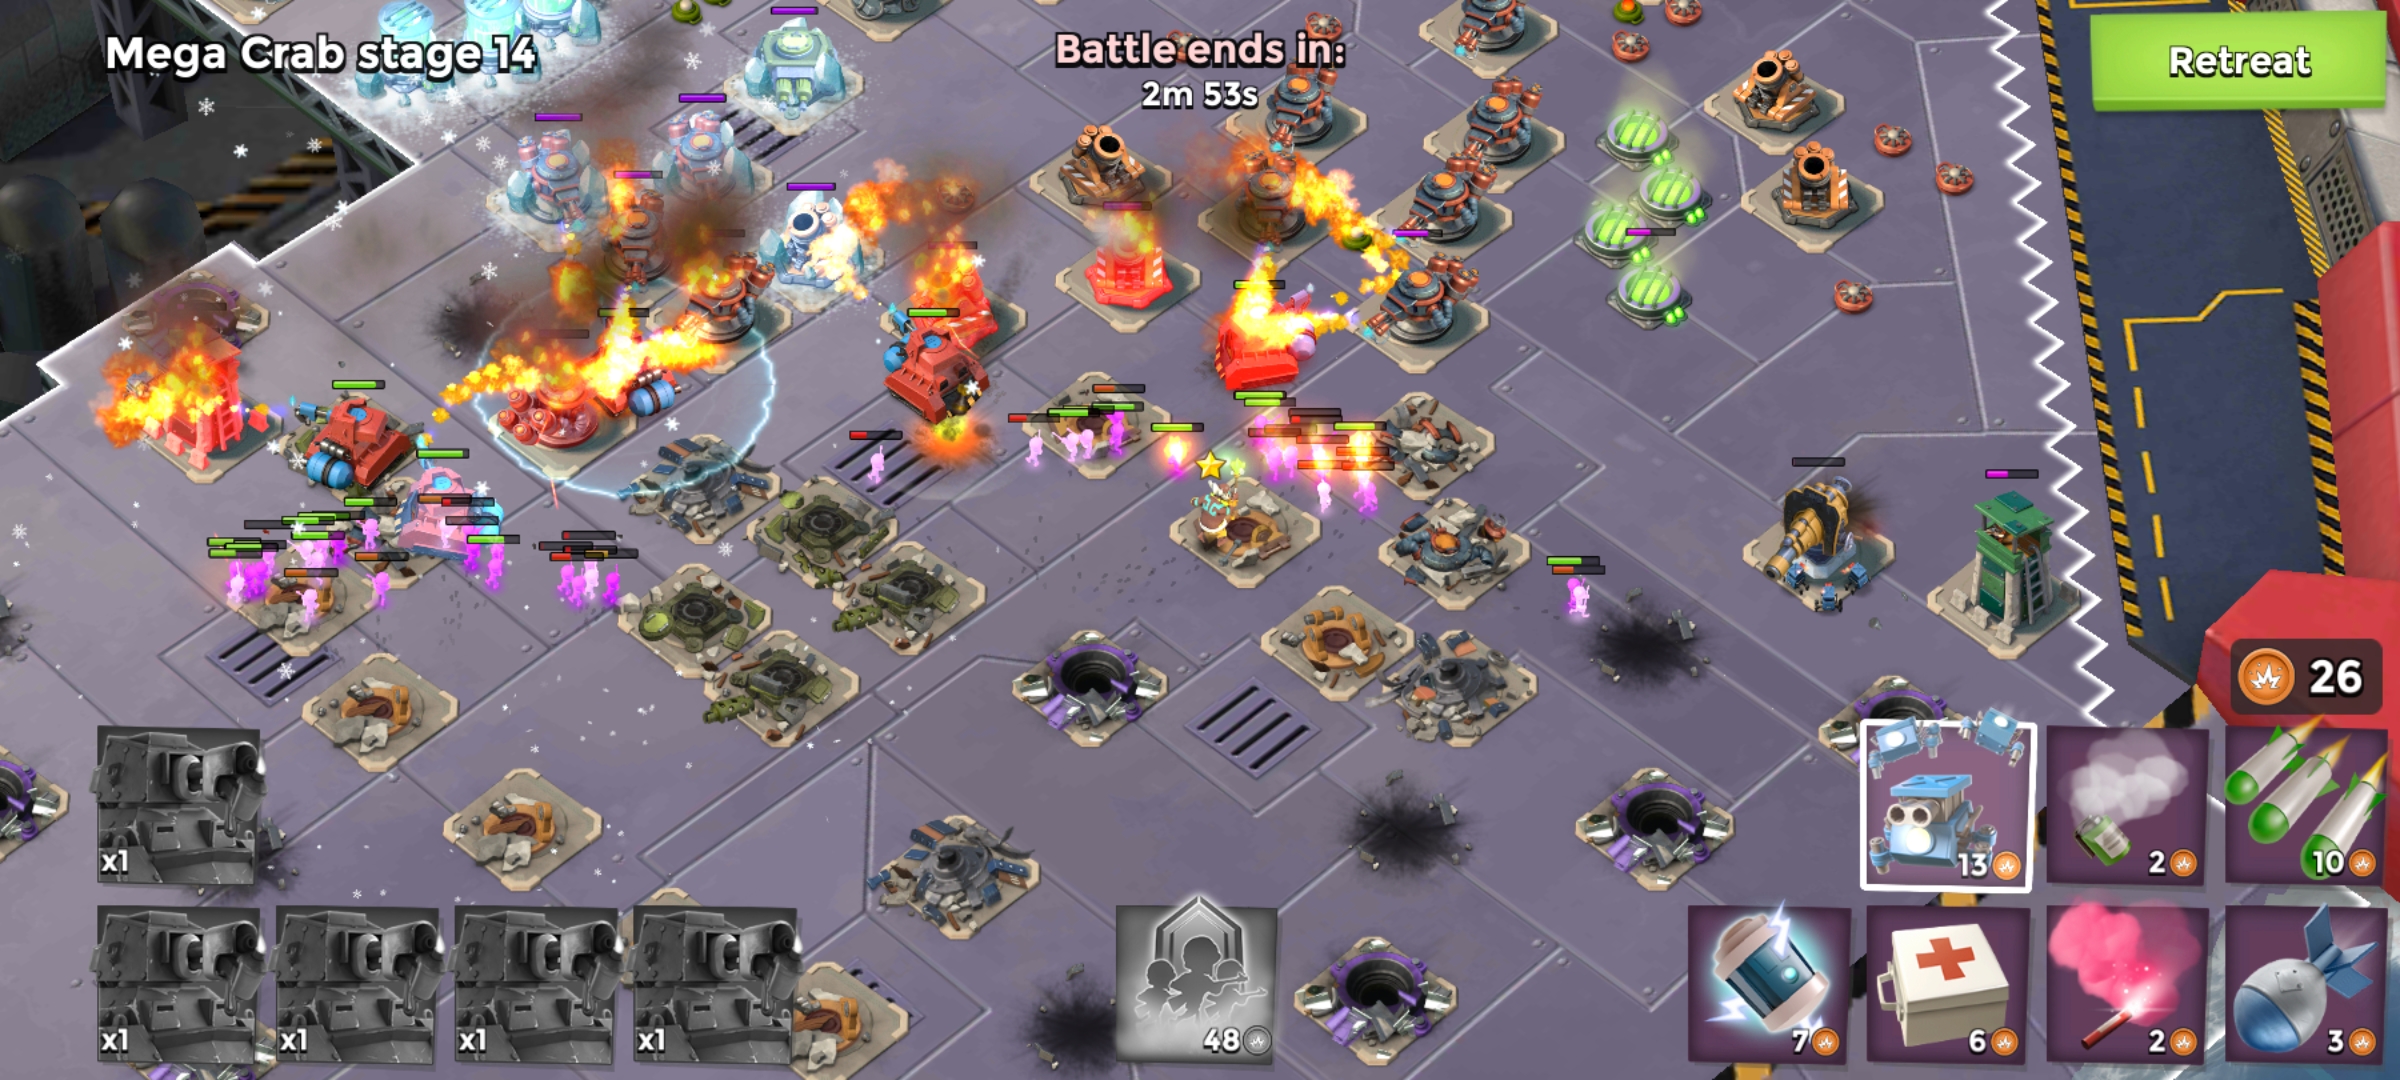 Mega Crab stage 14
Battle ends in:
2m 53s
Retreat
26
x1
13
2
10
x1
x1
x1
x1
48
7
6
2
3